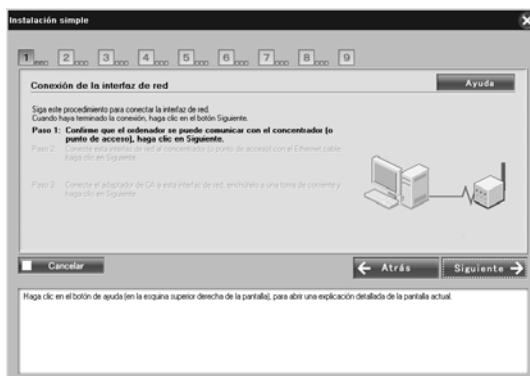 Instalación simple
1 2 3 4 5 6 7 8 9
Conexión de la interfaz de red
Ayuda
Siga este procedimiento para conectar la interfaz de red.
Cuando haya terminado la conexión, haga clic en el botón Siguiente.
Paso 1: Confirme que el ordenador se puede comunicar con el concentrador (o
punto de acceso), haga clic en Siguiente.
Paso 2: Conecte esta interfaz de red al concentrador (o punto de acceso) con el Ethernet cable
haga clic en Siguiente.
Paso 3: Conecte el adaptador de CA a esta interfaz de red, enchúfelo a una toma de corriente y
haga clic en Siguiente.
Cancelar
Atrás
Siguiente
Haga clic en el botón de ayuda (en la esquina superior derecha de la pantalla), para abrir una explicación detallada de la pantalla actual.